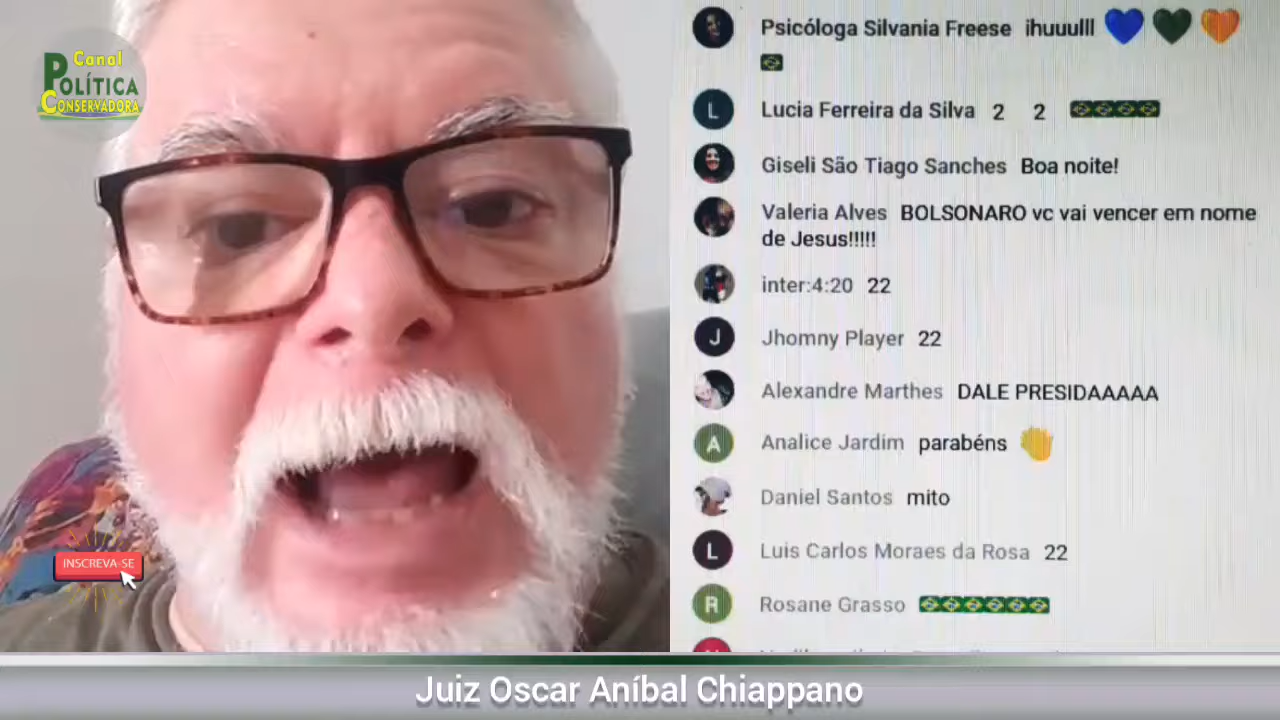 Canal
POLÍTICA
CONSERVADORA
INSCREVA-SE
Psicóloga Silvania Freese ihuuulll 💙 🖤 🧡
🇧🇷
Lucia Ferreira da Silva 2 2 🇧🇷🇧🇷🇧🇷🇧🇷
Giseli São Tiago Sanches Boa noite!
Valeria Alves BOLSONARO vc vai vencer em nome
de Jesus!!!!!
inter:4:20 22
J Jhomny Player 22
Alexandre Marthes DALE PRESIDAAAAA
A Analice Jardim parabéns 👏
Daniel Santos mito
L Luis Carlos Moraes da Rosa 22
R Rosane Grasso 🇧🇷🇧🇷🇧🇷🇧🇷🇧🇷🇧🇷
Juiz Oscar Aníbal Chiappano